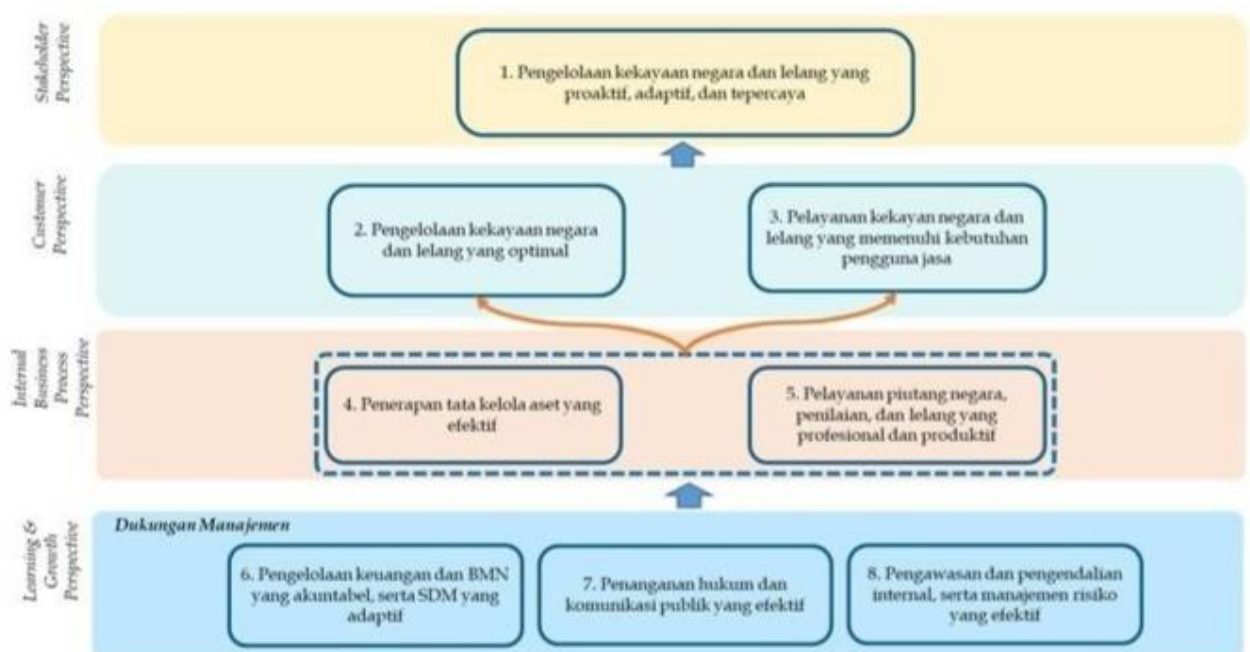 Stakeholder
Perspective
1. Pengelolaan kekayaan negara dan lelang yang
proaktif, adaptif, dan tepercaya
Customer
Perspective
2. Pengelolaan kekayaan negara
dan lelang yang optimal
3. Pelayanan kekayan negara dan
lelang yang memenuhi kebutuhan
pengguna jasa
Internal
Business
Process
Perspective
4. Penerapan tata kelola aset yang
efektif
5. Pelayanan piutang negara,
penilaian, dan lelang yang
profesional dan produktif
Learning &
Growth
Perspective
Dukungan Manajemen
6. Pengelolaan keuangan dan BMN
yang akuntabel, serta SDM yang
adaptif
7. Penanganan hukum dan
komunikasi publik yang efektif
8. Pengawasan dan pengendalian
internal, serta manajemen risiko
yang efektif